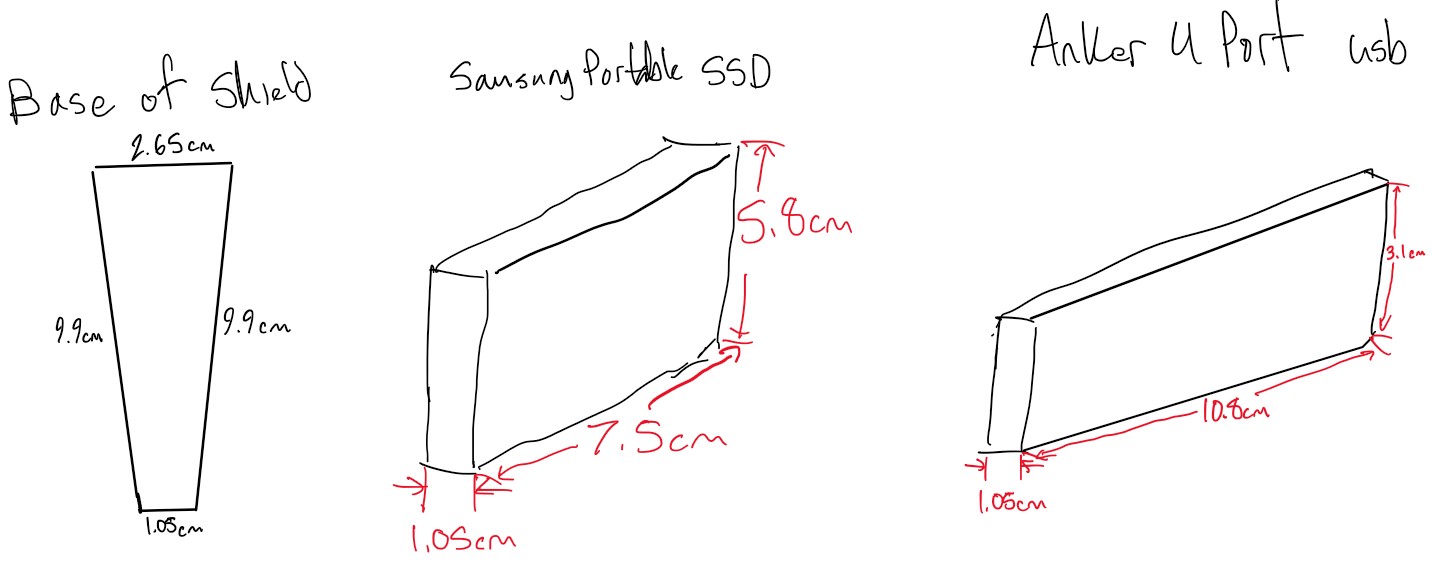 Base of Shield
2.65cm
9.9cm
9.9cm
1.05cm
Samsung Portable SSD
5.8cm
7.5cm
1.05cm
Anker 4 Port usb
3.1cm
10.8cm
1.05cm